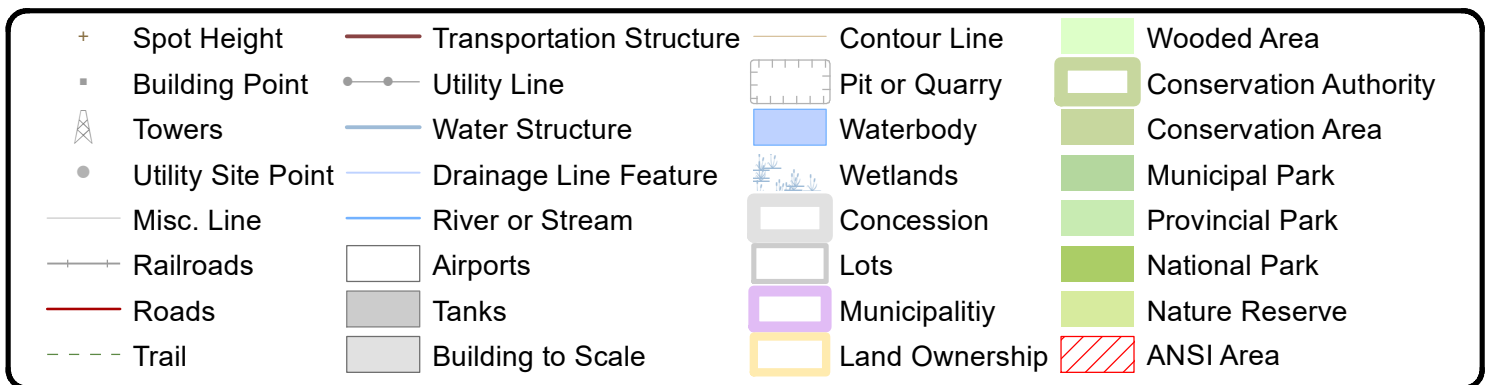 Spot Height
Building Point
Towers
Utility Site Point
Misc. Line
Railroads
Roads
Trail
Transportation Structure
Utility Line
Water Structure
Drainage Line Feature
River or Stream
Airports
Tanks
Building to Scale
Contour Line
Pit or Quarry
Waterbody
Wetlands
Concession
Lots
Municipalitiy
Land Ownership
Wooded Area
Conservation Authority
Conservation Area
Municipal Park
Provincial Park
National Park
Nature Reserve
ANSI Area